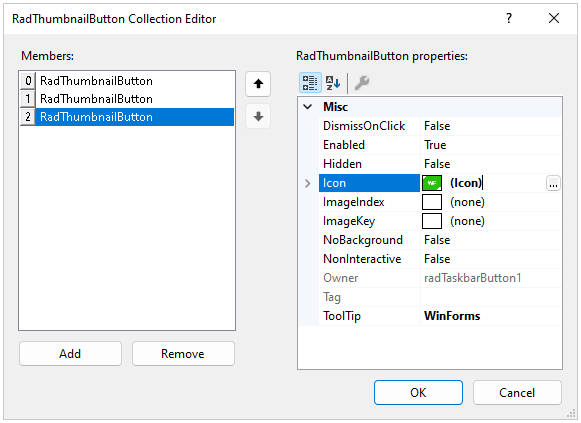 RadThumbnailButton Collection Editor
?
Members:
0 RadThumbnailButton
1 RadThumbnailButton
2 RadThumbnailButton
Add Remove
RadThumbnailButton properties:
A
Z
Misc
DismissOnClick False
Enabled True
Hidden False
Icon WF (Icon) ...
ImageIndex (none)
ImageKey (none)
NoBackground False
NonInteractive False
Owner radTaskbarButton1
Tag
ToolTip WinForms
OK Cancel